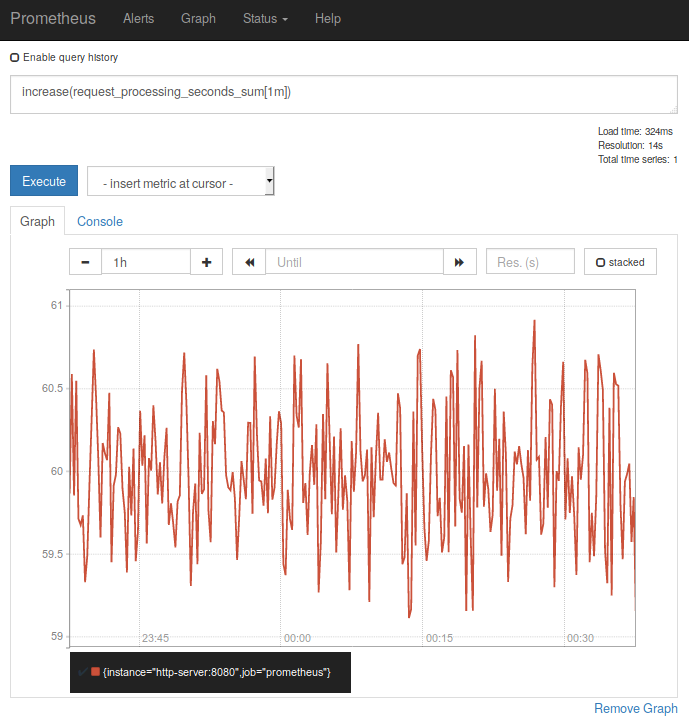 Prometheus Alerts Graph Status Help
Enable query history
increase(request_processing_seconds_sum[1m])
Load time: 324ms
Resolution: 14s
Total time series: 1
Execute - insert metric at cursor -
Graph Console
1h Until Res. (s) stacked
61
60.5
60
59.5
59
23:45 00:00 00:15 00:30
{instance="http-server:8080",job="prometheus"}
Remove Graph